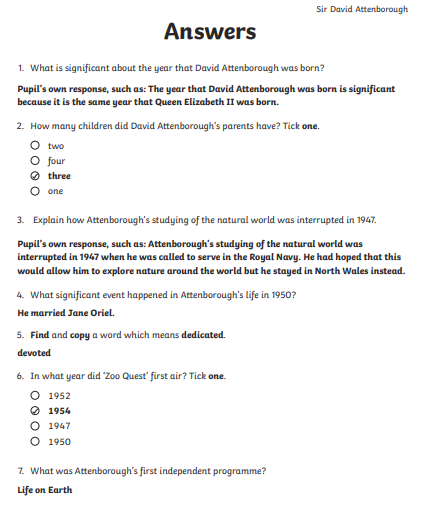 Sir David Attenborough
Answers
1. What is significant about the year that David Attenborough was born?
Pupil's own response, such as: The year that David Attenborough was born is significant
because it is the same year that Queen Elizabeth II was born.
2. How many children did David Attenborough's parents have? Tick one.
two
four
three
one
3. Explain how Attenborough's studying of the natural world was interrupted in 1947.
Pupil's own response, such as: Attenborough's studying of the natural world was
interrupted in 1947 when he was called to serve in the Royal Navy. He had hoped that this
would allow him to explore nature around the world but he stayed in North Wales instead.
4. What significant event happened in Attenborough's life in 1950?
He married Jane Oriel.
5. Find and copy a word which means dedicated.
devoted
6. In what year did 'Zoo Quest' first air? Tick one.
1952
1954
1947
1950
7. What was Attenborough's first independent programme?
Life on Earth